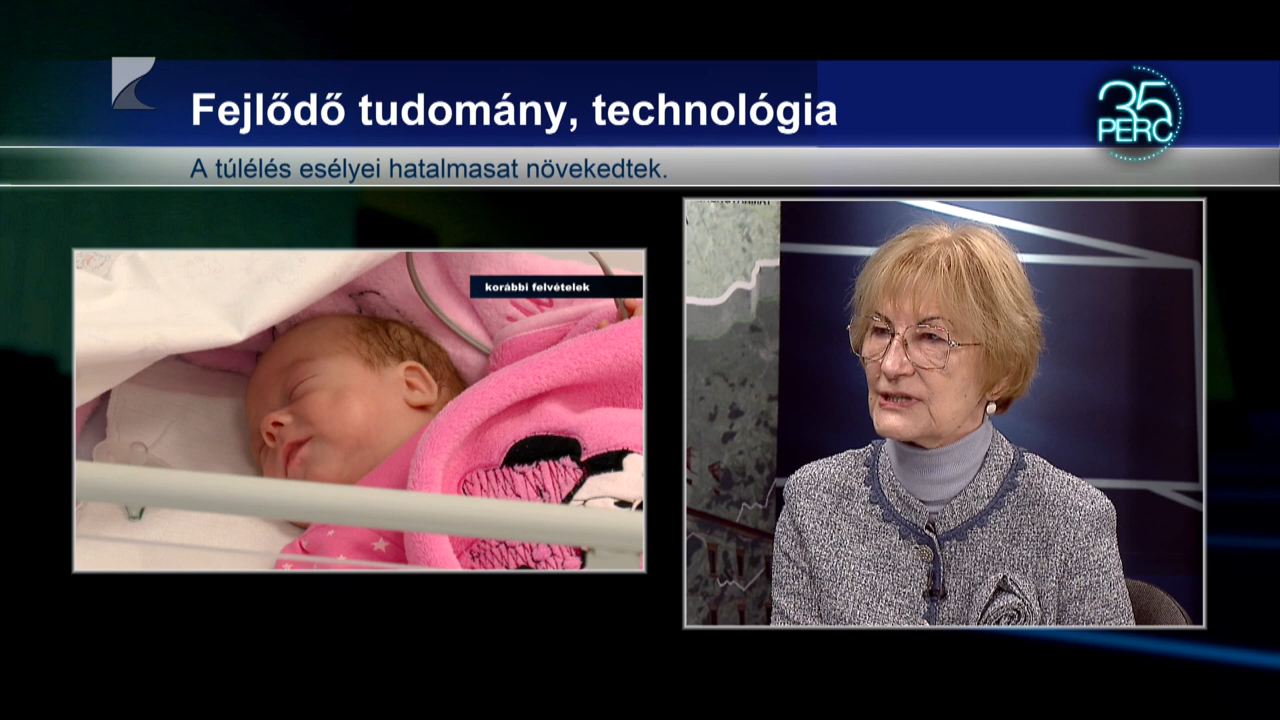 Fejlődő tudomány, technológia
35
PERC
A túlélés esélyei hatalmasat növekedtek.
korábbi felvételek